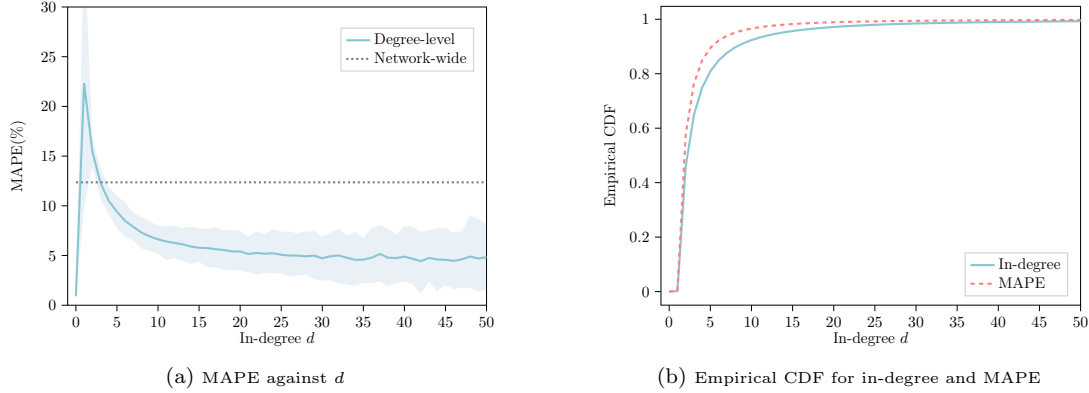 30
25
20
15
10
5
0
MAPE(%)
Degree-level
Network-wide
0 5 10 15 20 25 30 35 40 45 50
In-degree d
(a) MAPE against d
1
0.8
0.6
0.4
0.2
0
Empirical CDF
In-degree
MAPE
0 5 10 15 20 25 30 35 40 45 50
In-degree d
(b) Empirical CDF for in-degree and MAPE